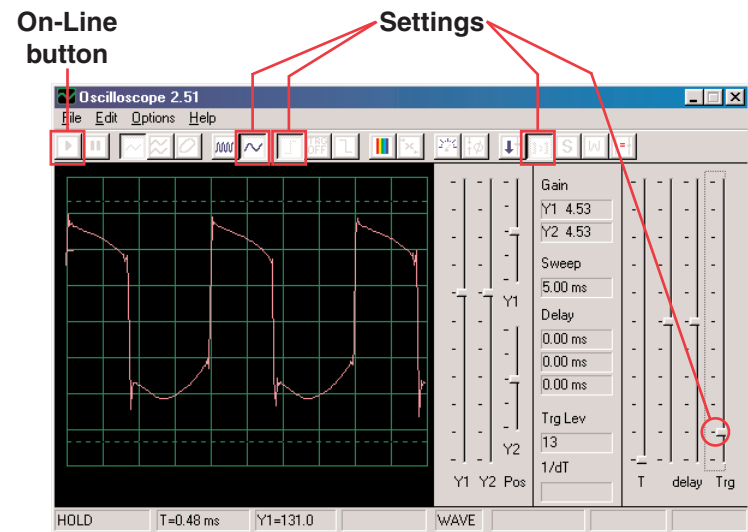 On-Line
button
Settings
Oscilloscope 2.51
File Edit Options Help
TRG
OFF
S W
Gain
Y1 4.53
Y2 4.53
Sweep
5.00 ms
Delay
0.00 ms
0.00 ms
0.00 ms
Trg Lev
13
1/dT
Y1
Y2
Y1 Y2 Pos
T delay Trg
HOLD T=0.48 ms Y1=131.0 WAVE